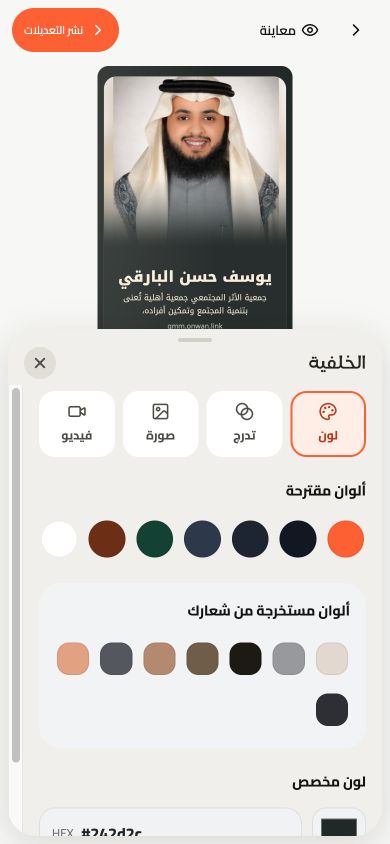 معاينة
نشر التعديلات
يوسف حسن البارقي
جمعية الأثر المجتمعي جمعية أهلية تُعنى
بتنمية المجتمع وتمكين أفراده،
qmm.onwan.link
الخلفية
لون
تدرج
صورة
فيديو
ألوان مقترحة
ألوان مستخرجة من شعارك
لون مخصص
HEX #242d2c